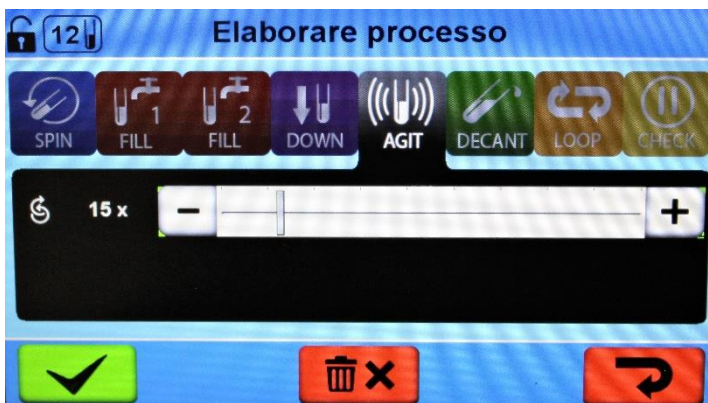 12 Elaborare processo
SPIN
1
FILL
2
FILL
DOWN
AGIT
DECANT
LOOP
CHECK
15 x